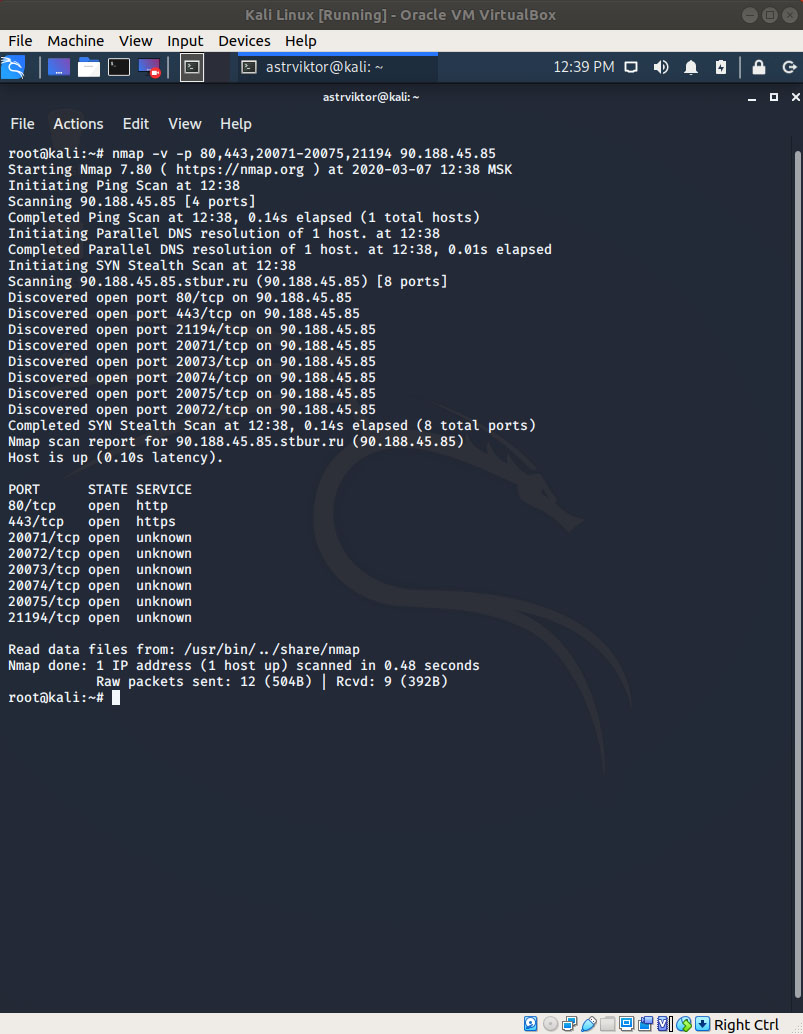 Kali Linux [Running] - Oracle VM VirtualBox
File Machine View Input Devices Help
astrviktor@kali: ~ 12:39 PM
astrviktor@kali:~
File Actions Edit View Help
root@kali:~# nmap -v -p 80,443,20071-20075,21194 90.188.45.85
Starting Nmap 7.80 ( https://nmap.org ) at 2020-03-07 12:38 MSK
Initiating Ping Scan at 12:38
Scanning 90.188.45.85 [4 ports]
Completed Ping Scan at 12:38, 0.14s elapsed (1 total hosts)
Initiating Parallel DNS resolution of 1 host. at 12:38
Completed Parallel DNS resolution of 1 host. at 12:38, 0.01s elapsed
Initiating SYN Stealth Scan at 12:38
Scanning 90.188.45.85.stbur.ru (90.188.45.85) [8 ports]
Discovered open port 80/tcp on 90.188.45.85
Discovered open port 443/tcp on 90.188.45.85
Discovered open port 21194/tcp on 90.188.45.85
Discovered open port 20071/tcp on 90.188.45.85
Discovered open port 20073/tcp on 90.188.45.85
Discovered open port 20074/tcp on 90.188.45.85
Discovered open port 20075/tcp on 90.188.45.85
Discovered open port 20072/tcp on 90.188.45.85
Completed SYN Stealth Scan at 12:38, 0.14s elapsed (8 total ports)
Nmap scan report for 90.188.45.85.stbur.ru (90.188.45.85)
Host is up (0.10s latency).
PORT STATE SERVICE
80/tcp open http
443/tcp open https
20071/tcp open unknown
20072/tcp open unknown
20073/tcp open unknown
20074/tcp open unknown
20075/tcp open unknown
21194/tcp open unknown
Read data files from: /usr/bin/../share/nmap
Nmap done: 1 IP address (1 host up) scanned in 0.48 seconds
Raw packets sent: 12 (504B) | Rcvd: 9 (392B)
root@kali:~#
Right Ctrl